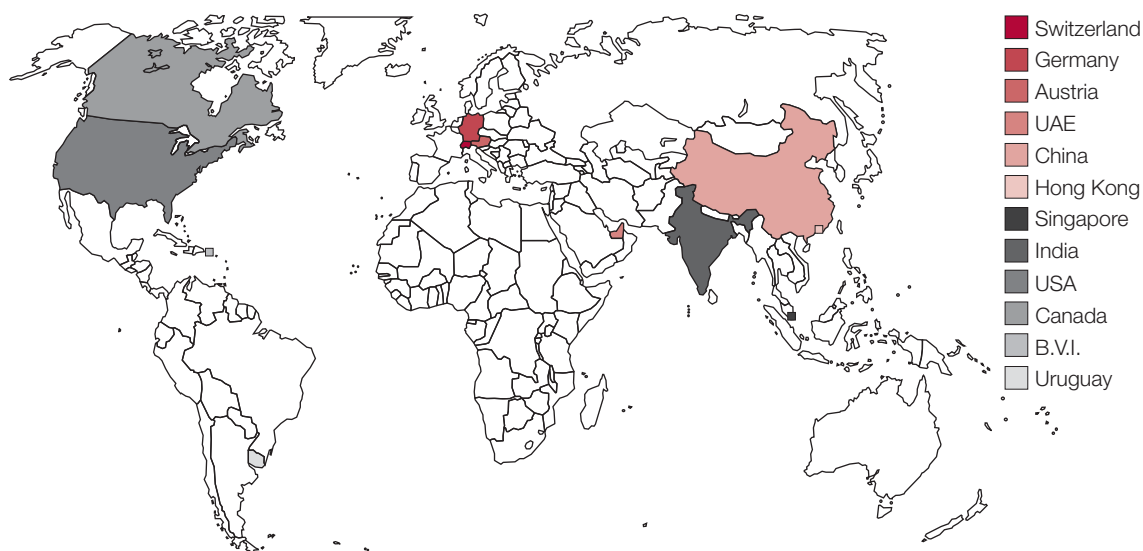 Switzerland
Germany
Austria
UAE
China
Hong Kong
Singapore
India
USA
Canada
B.V.I.
Uruguay